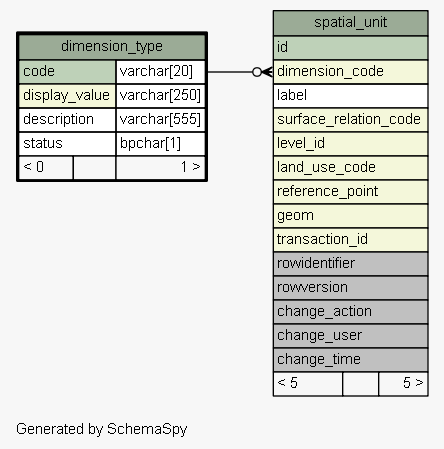 dimension_type
code varchar[20]
display_value varchar[250]
description varchar[555]
status bpchar[1]
< 0 1 >
spatial_unit
id
dimension_code
label
surface_relation_code
level_id
land_use_code
reference_point
geom
transaction_id
rowidentifier
rowversion
change_action
change_user
change_time
< 5 5 >
Generated by SchemaSpy